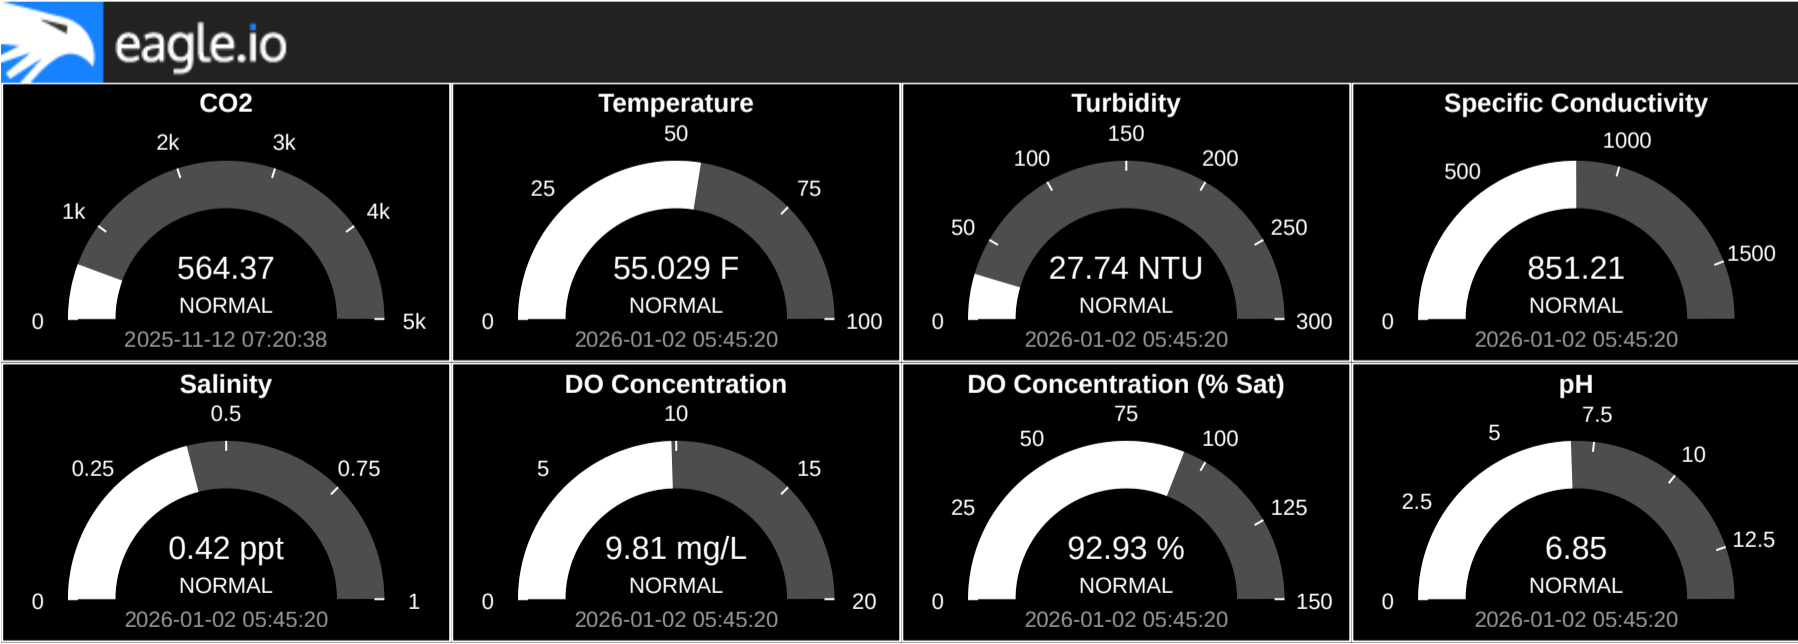 eagle.io
CO2
0
1k
2k
3k
4k
5k
564.37
NORMAL
2025-11-12 07:20:38
Temperature
0
25
50
75
100
55.029 F
NORMAL
2026-01-02 05:45:20
Turbidity
0
50
100
150
200
250
300
27.74 NTU
NORMAL
2026-01-02 05:45:20
Specific Conductivity
0
500
1000
1500
851.21
NORMAL
2026-01-02 05:45:20
Salinity
0
0.25
0.5
0.75
1
0.42 ppt
NORMAL
2026-01-02 05:45:20
DO Concentration
0
5
10
15
20
9.81 mg/L
NORMAL
2026-01-02 05:45:20
DO Concentration (% Sat)
0
25
50
75
100
125
150
92.93 %
NORMAL
2026-01-02 05:45:20
pH
0
2.5
5
7.5
10
12.5
6.85
NORMAL
2026-01-02 05:45:20